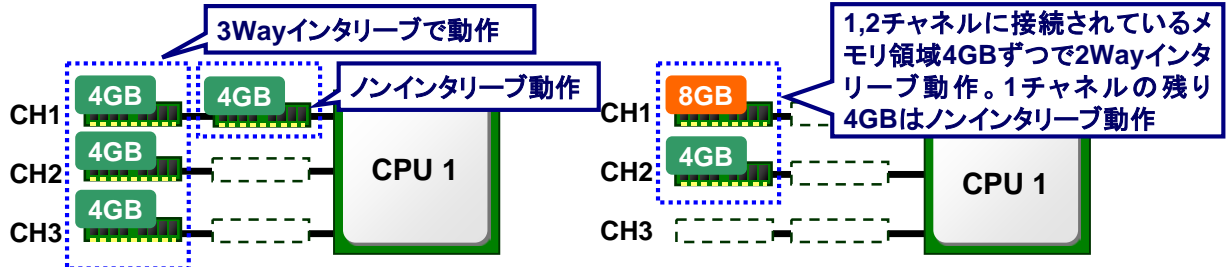 3Wayインタリーブで動作
ノンインタリーブ動作
4GB
4GB
CH1
4GB
CH2
4GB
CH3
CPU 1
1,2チャネルに接続されているメ
モリ領域4GBずつで2Wayインタ
リーブ動作。1チャネルの残り
4GBはノンインタリーブ動作
8GB
CH1
4GB
CH2
CH3
CPU 1